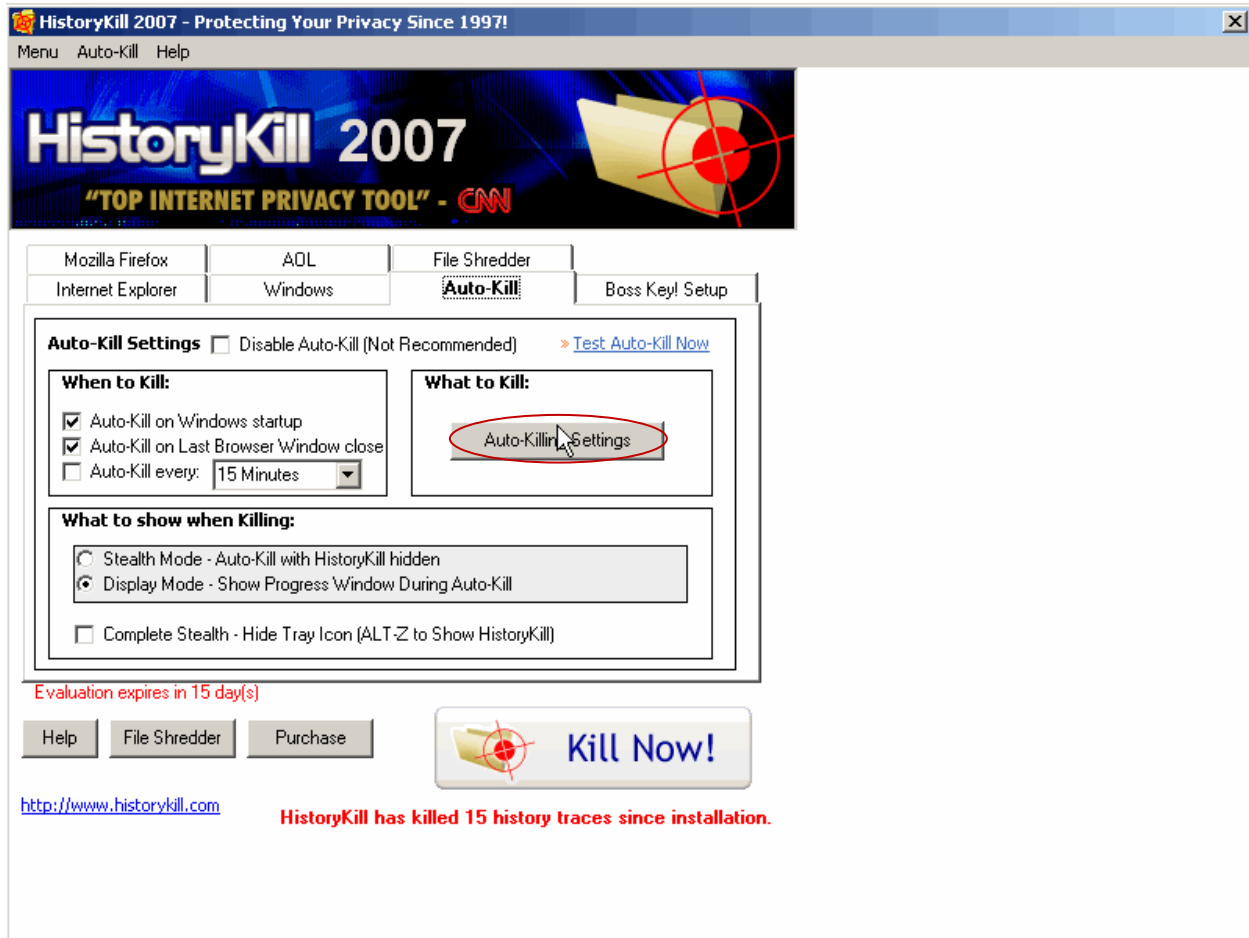 HistoryKill 2007 - Protecting Your Privacy Since 1997!
Menu Auto-Kill Help
HistoryKill 2007
"TOP INTERNET PRIVACY TOOL" - CNN
Mozilla Firefox AOL File Shredder
Internet Explorer Windows Auto-Kill Boss Key! Setup
Auto-Kill Settings Disable Auto-Kill (Not Recommended) » Test Auto-Kill Now
When to Kill:
Auto-Kill on Windows startup
Auto-Kill on Last Browser Window close
Auto-Kill every: 15 Minutes
What to Kill:
Auto-Killing Settings
What to show when Killing:
Stealth Mode - Auto-Kill with HistoryKill hidden
Display Mode - Show Progress Window During Auto-Kill
Complete Stealth - Hide Tray Icon (ALT-Z to Show HistoryKill)
Evaluation expires in 15 day(s)
Help File Shredder Purchase Kill Now!
http://www.historykill.com
HistoryKill has killed 15 history traces since installation.